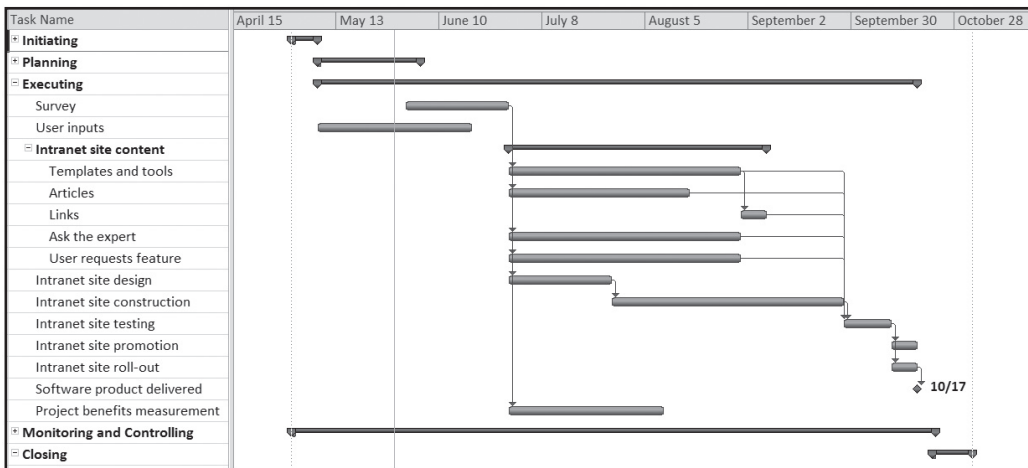 Task Name April 15 May 13 June 10 July 8 August 5 September 2 September 30 October 28
Initiating
Planning
Executing
Survey
User inputs
Intranet site content
Templates and tools
Articles
Links
Ask the expert
User requests feature
Intranet site design
Intranet site construction
Intranet site testing
Intranet site promotion
Intranet site roll-out
Software product delivered 10/17
Project benefits measurement
Monitoring and Controlling
Closing